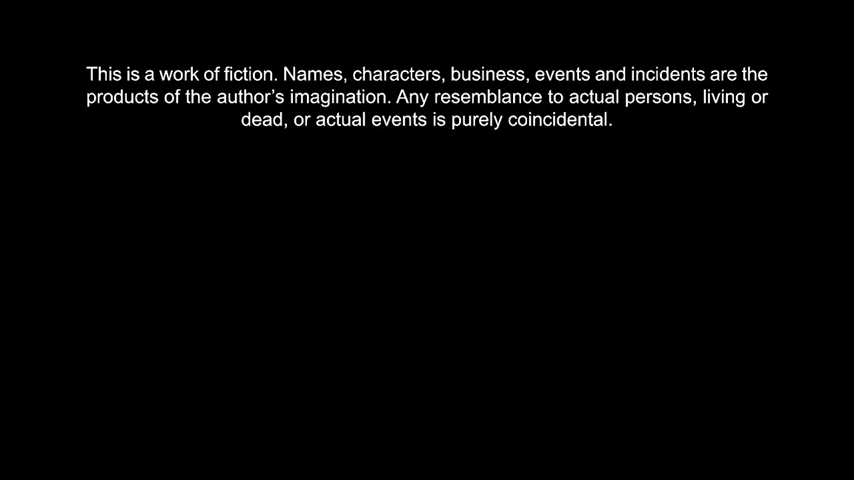 This is a work of fiction. Names, characters, business, events and incidents are the
products of the author’s imagination. Any resemblance to actual persons, living or
dead, or actual events is purely coincidental.